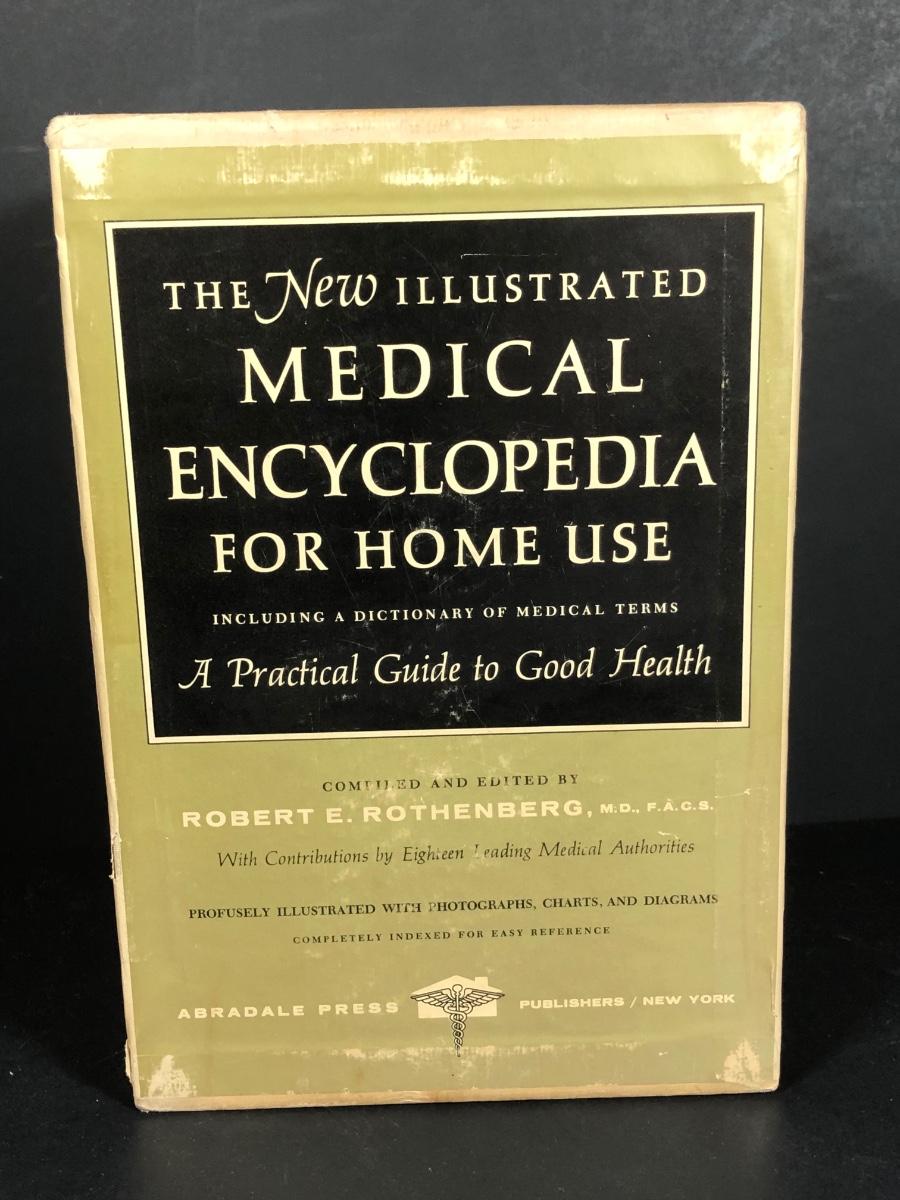 THE New ILLUSTRATED
MEDICAL
ENCYCLOPEDIA
FOR HOME USE
INCLUDING A DICTIONARY OF MEDICAL TERMS
A Practical Guide to Good Health
COMPILED AND EDITED BY
ROBERT E. ROTHENBERG, M.D., F.A.C.S.
With Contributions by Eighteen Leading Medical Authorities
PROFUSELY ILLUSTRATED WITH PHOTOGRAPHS, CHARTS, AND DIAGRAMS
COMPLETELY INDEXED FOR EASY REFERENCE
ABRADALE PRESS PUBLISHERS / NEW YORK